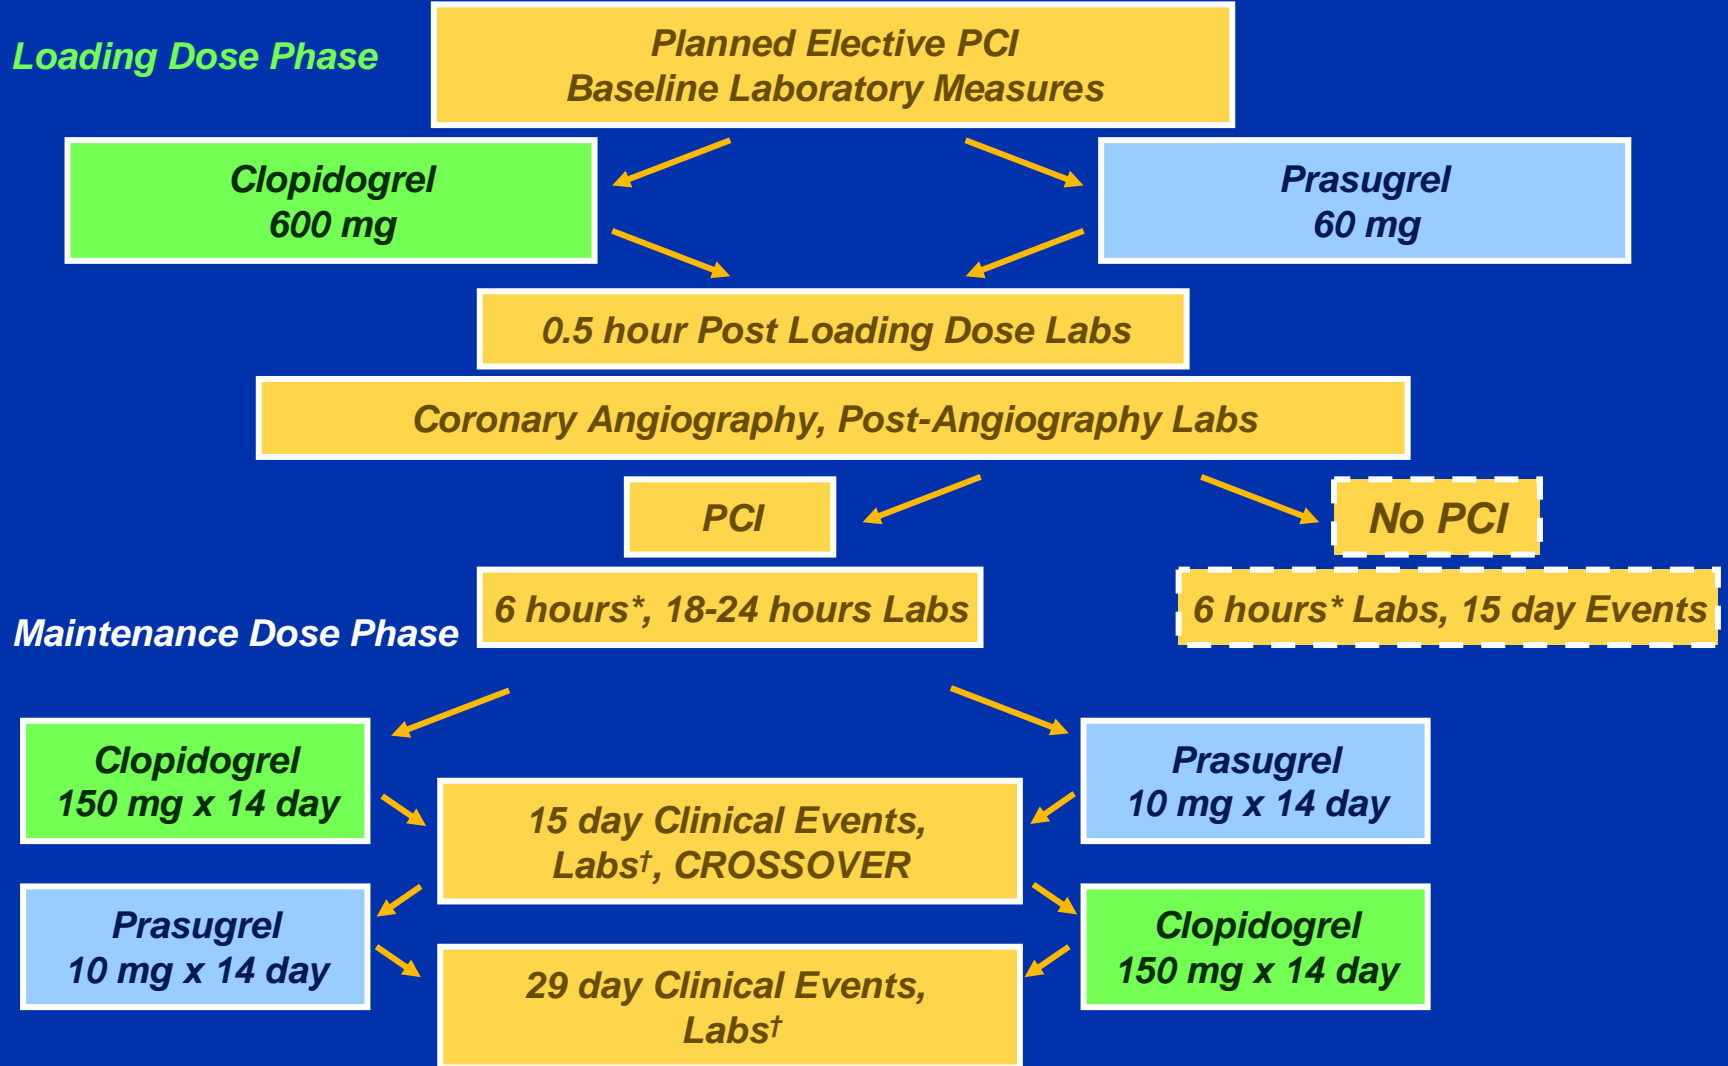 Loading Dose Phase
Planned Elective PCI
Baseline Laboratory Measures
Clopidogrel
600 mg
Prasugrel
60 mg
0.5 hour Post Loading Dose Labs
Coronary Angiography, Post-Angiography Labs
PCI
No PCI
6 hours*, 18-24 hours Labs
6 hours* Labs, 15 day Events
Maintenance Dose Phase
Clopidogrel
150 mg x 14 day
Prasugrel
10 mg x 14 day
15 day Clinical Events,
Labs†, CROSSOVER
Prasugrel
10 mg x 14 day
Clopidogrel
150 mg x 14 day
29 day Clinical Events,
Labs†